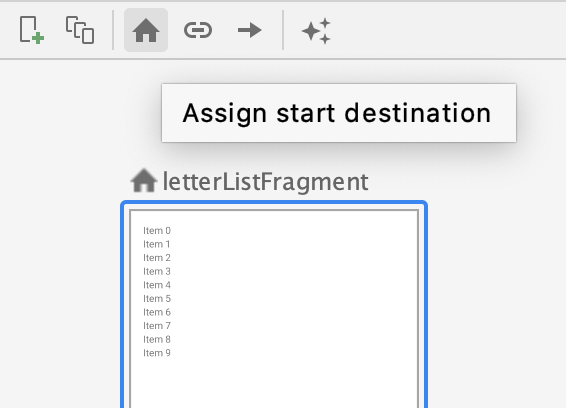 Assign start destination
letterListFragment
Item 0
Item 1
Item 2
Item 3
Item 4
Item 5
Item 6
Item 7
Item 8
Item 9